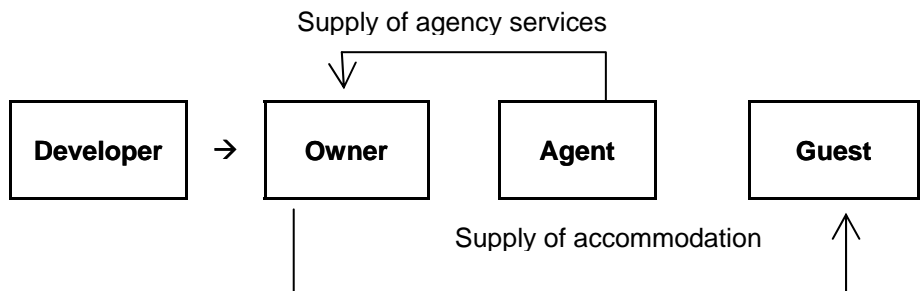 Supply of agency services
Developer → Owner Agent Guest
Supply of accommodation